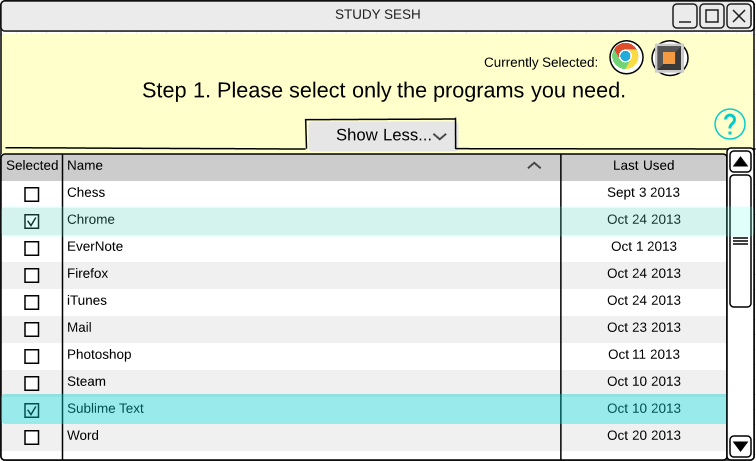 STUDY SESH
Currently Selected:
Step 1. Please select only the programs you need.
?
Show Less...
Selected Name Last Used
Chess Sept 3 2013
Chrome Oct 24 2013
EverNote Oct 1 2013
Firefox Oct 24 2013
iTunes Oct 24 2013
Mail Oct 23 2013
Photoshop Oct 11 2013
Steam Oct 10 2013
Sublime Text Oct 10 2013
Word Oct 20 2013